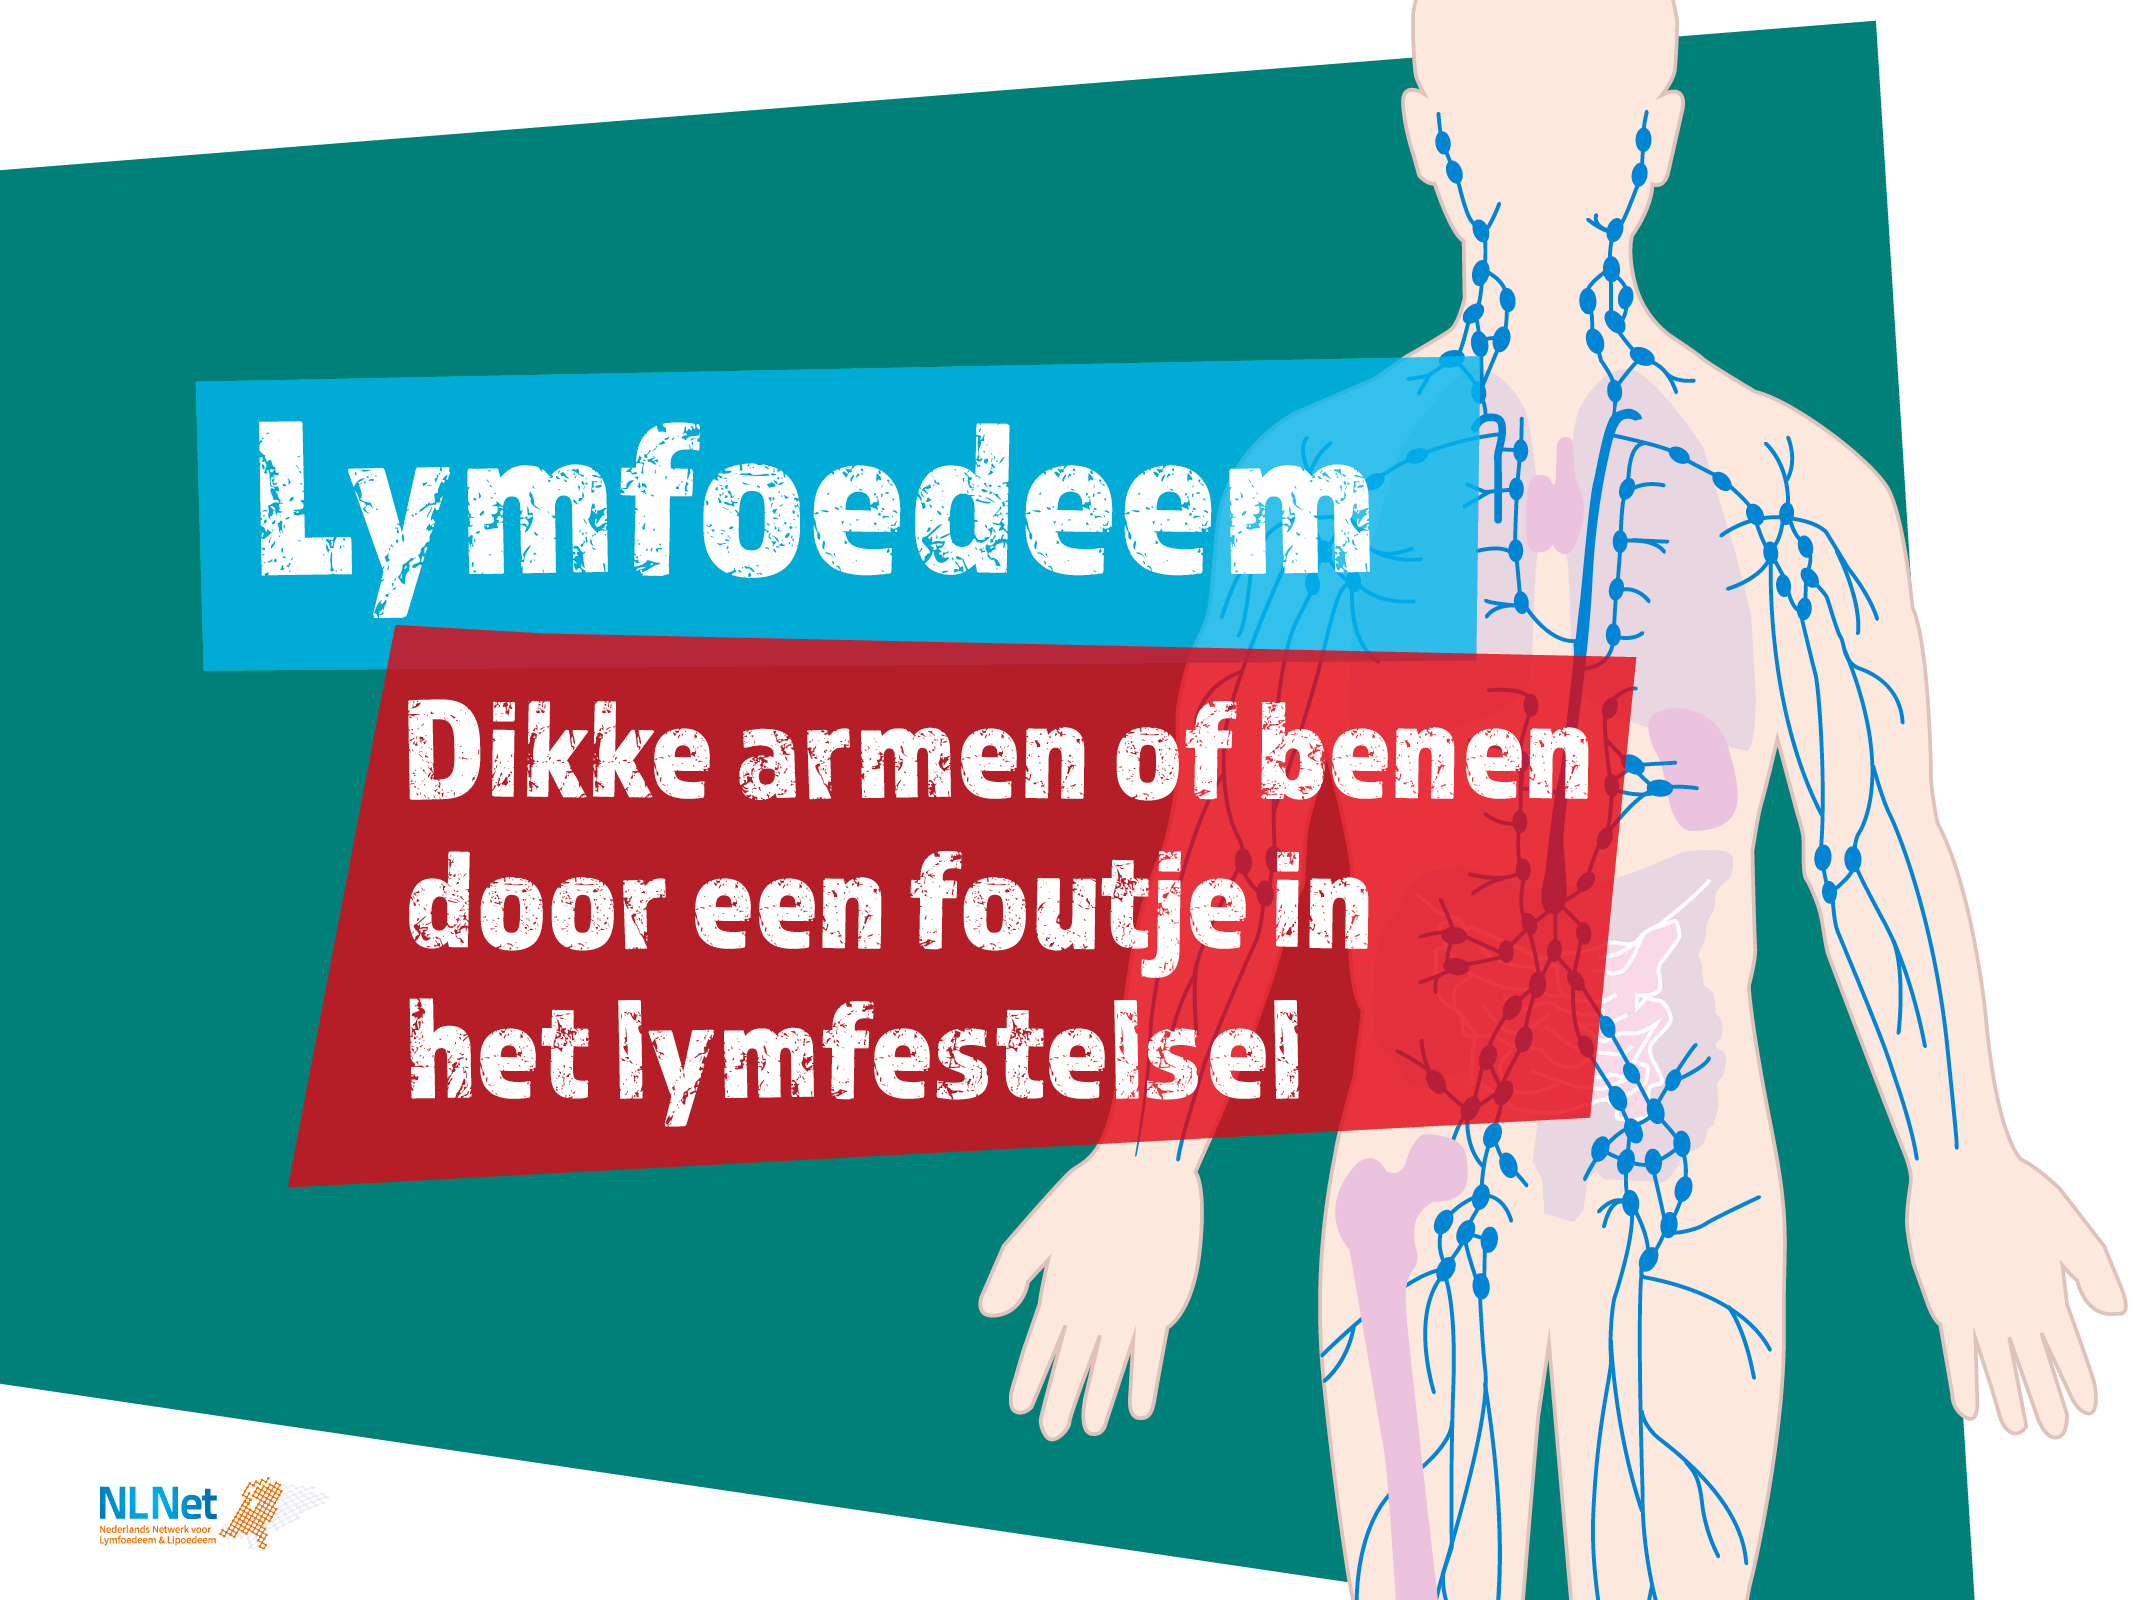 Lymfoedeem
Dikke armen of benen
door een foutje in
het lymfestelsel
NLNet
Nederlands Netwerk voor
Lymfoedeem & Lipoedeem